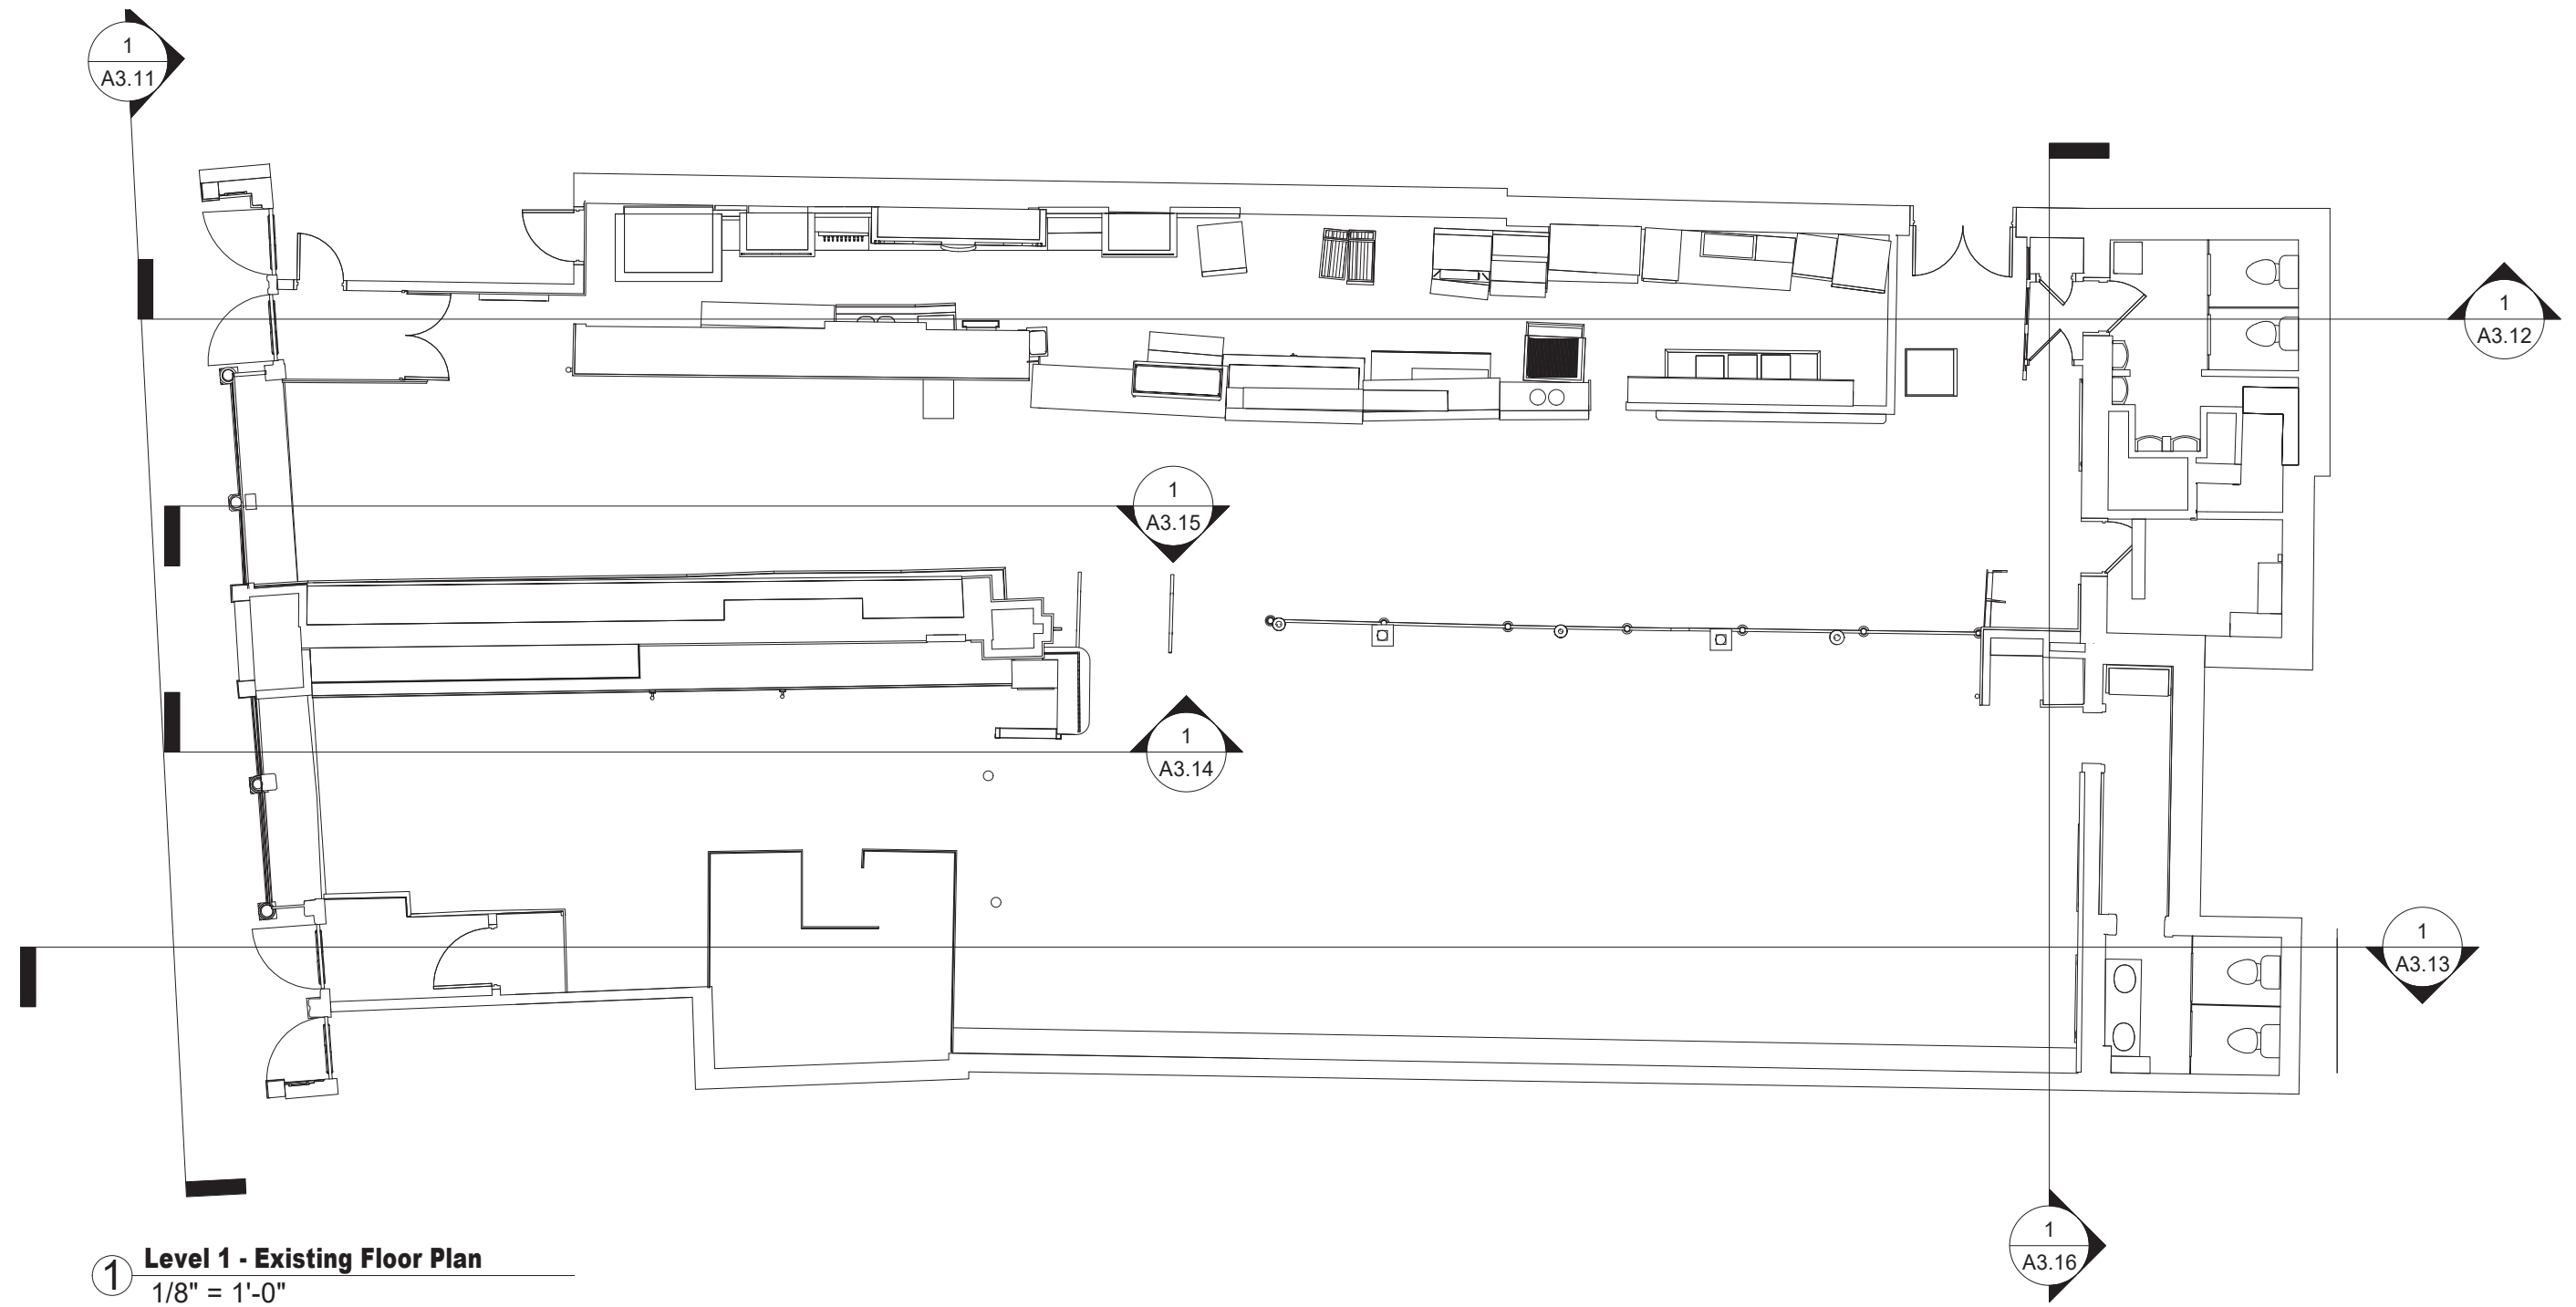 1
A3.11
1
A3.12
1
A3.15
1
A3.14
1
A3.13
1
A3.16
1
Level 1 - Existing Floor Plan
1/8" = 1'-0"